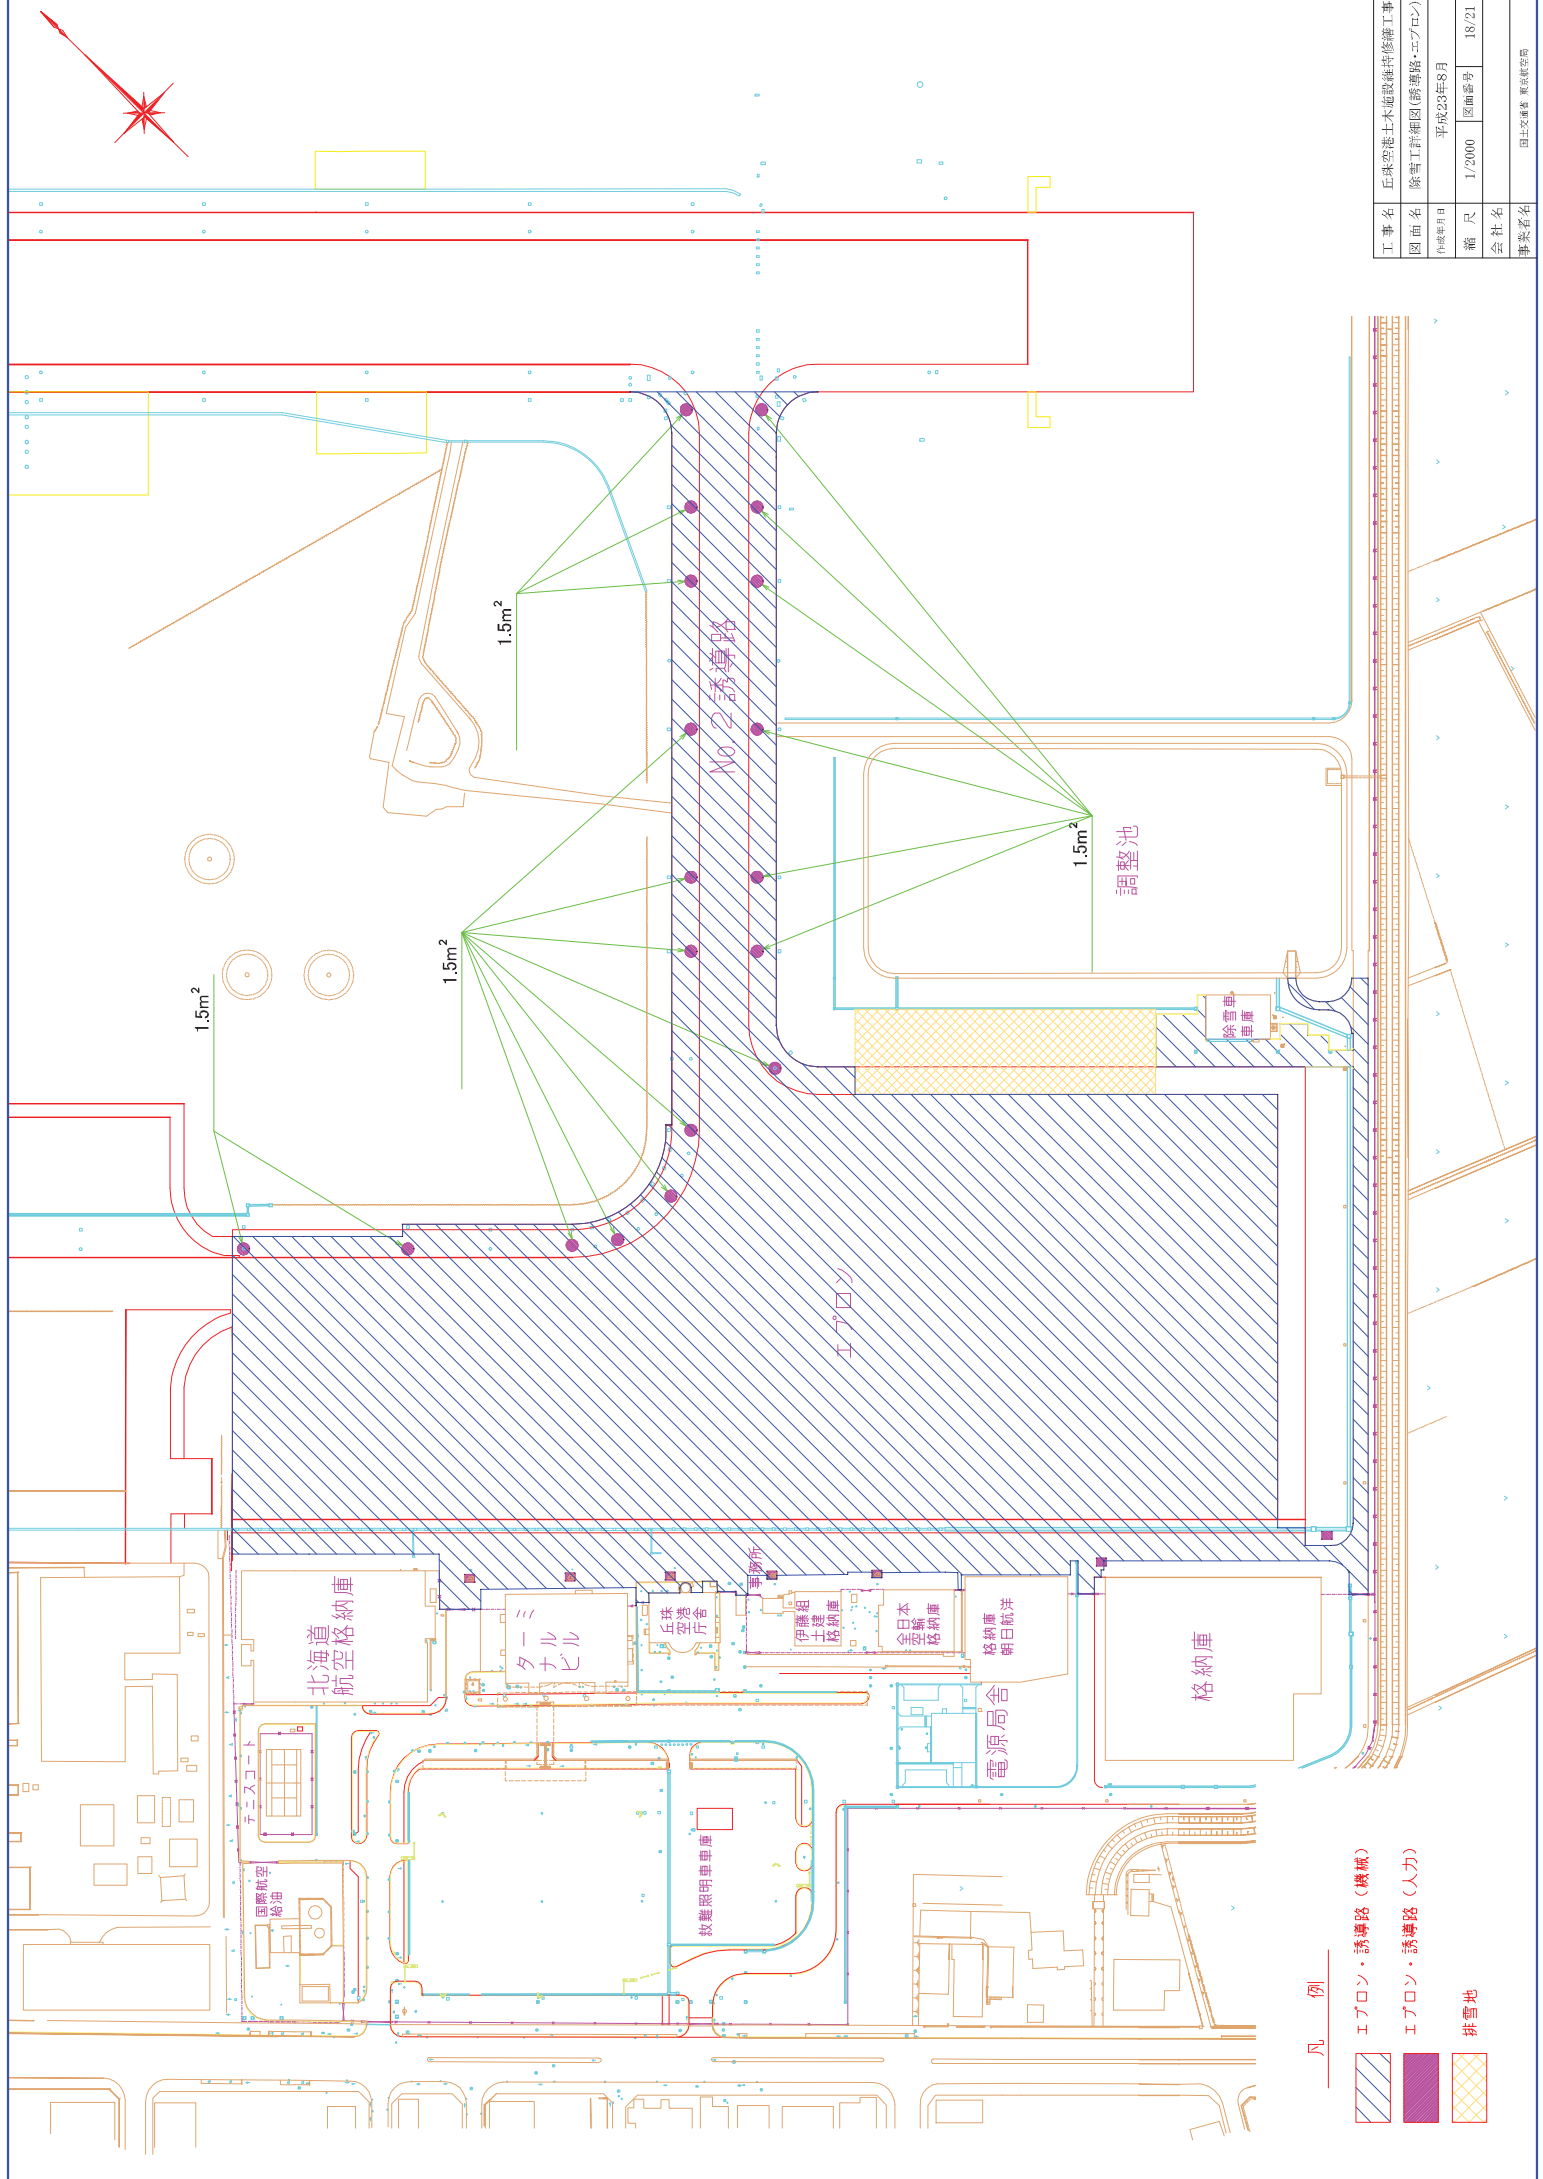 工事名 丘珠空港土木施設維持修繕工事
図面名 除雪工詳細図(誘導路・エプロン)
作成年月日 平成23年8月
縮尺 1/2000 図面番号 18/21
会社名
事業者名 国土交通省 東京航空局
1.5m²
1.5m²
1.5m²
1.5m²
No 2 誘導路
調整池
除雪車
車庫
エプロン
北海道
航空格納庫
ターミ
ナル
ビル
丘珠
空港
庁舎
事務所
伊藤組
土建
格納庫
全日本
空輸
格納庫
格納庫
朝日航洋
格納庫
電源局舎
テニスコート
国際航空
給油
救難照明車車庫
凡例
エプロン・誘導路（機械）
エプロン・誘導路（人力）
排雪地